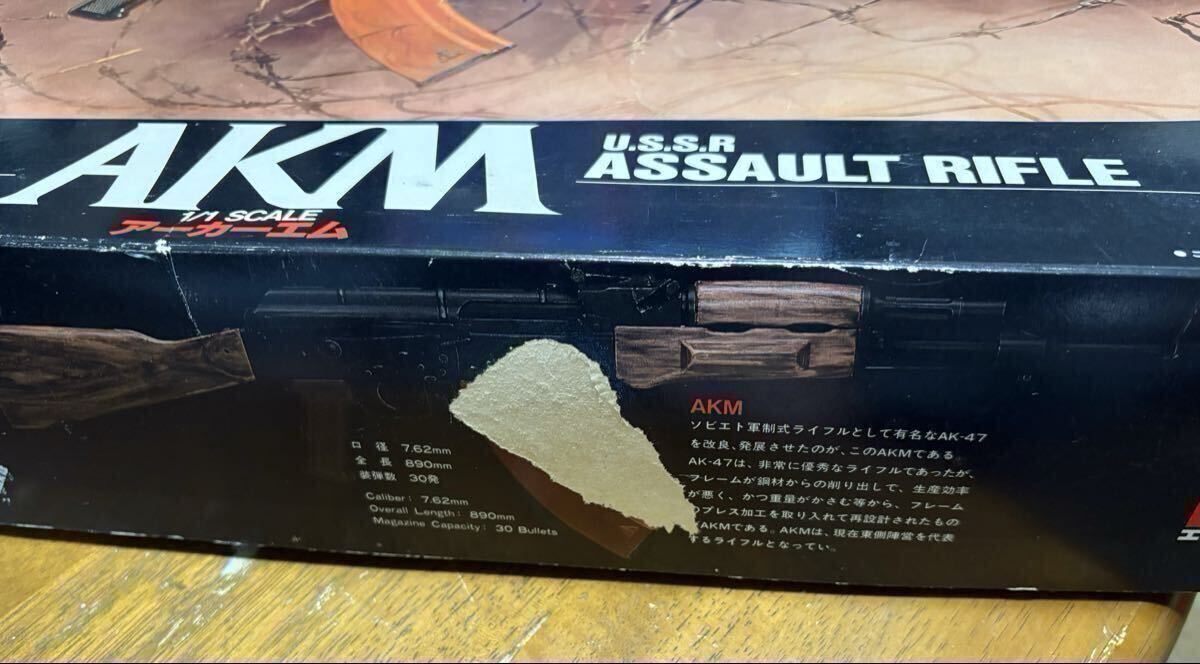 AKM
U.S.S.R
ASSAULT RIFLE
1/1 SCALE
アーカーエム
口 径 7.62mm
全 長 890mm
装弾数 30発
Caliber: 7.62mm
Overall Length: 890mm
Magazine Capacity: 30 Bullets
AKM
ソビエト軍制式ライフルとして有名なAK-47
を改良、発展させたのが、このAKMである
AK-47は、非常に優秀なライフルであったが、
フレームが鋼材からの削り出しで、生産効率
が悪く、かつ重量がかさむ等から、フレーム
のプレス加工を取り入れて再設計されたもの
がAKMである。AKMは、現在東側陣営を代表
するライフルとなってい。